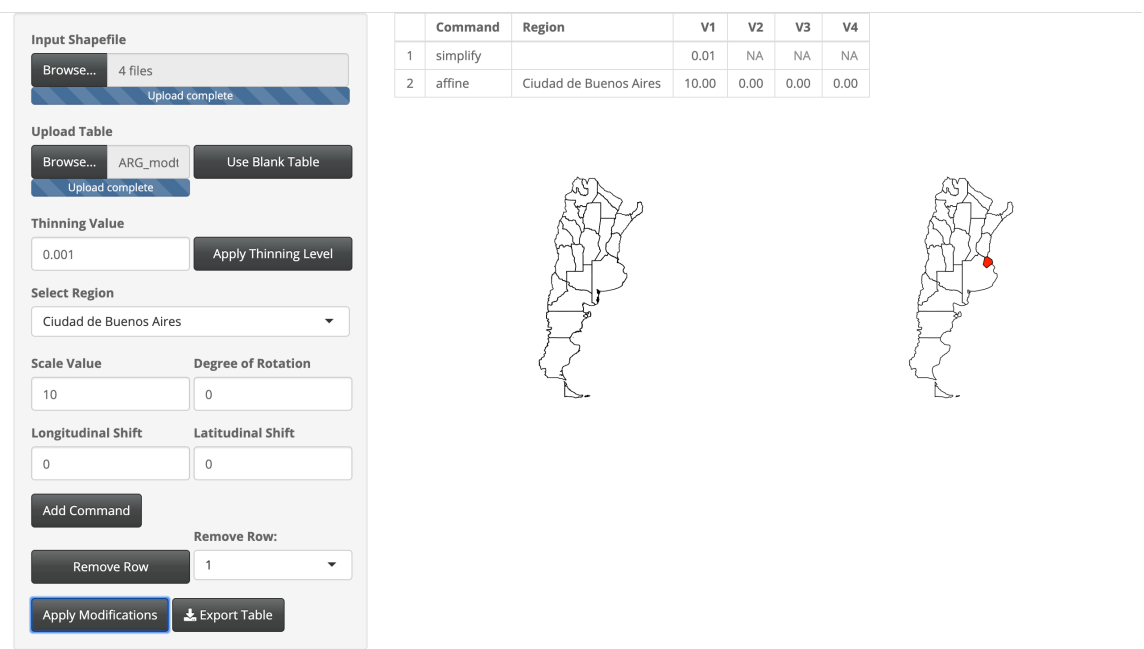 Input Shapefile
Browse... 4 files
Upload complete
Upload Table
Browse... ARG_modt Use Blank Table
Upload complete
Thinning Value
0.001 Apply Thinning Level
Select Region
Ciudad de Buenos Aires
Scale Value Degree of Rotation
10 0
Longitudinal Shift Latitudinal Shift
0 0
Add Command
Remove Row:
Remove Row 1
Apply Modifications Export Table
Command Region V1 V2 V3 V4
1 simplify 0.01 NA NA NA
2 affine Ciudad de Buenos Aires 10.00 0.00 0.00 0.00